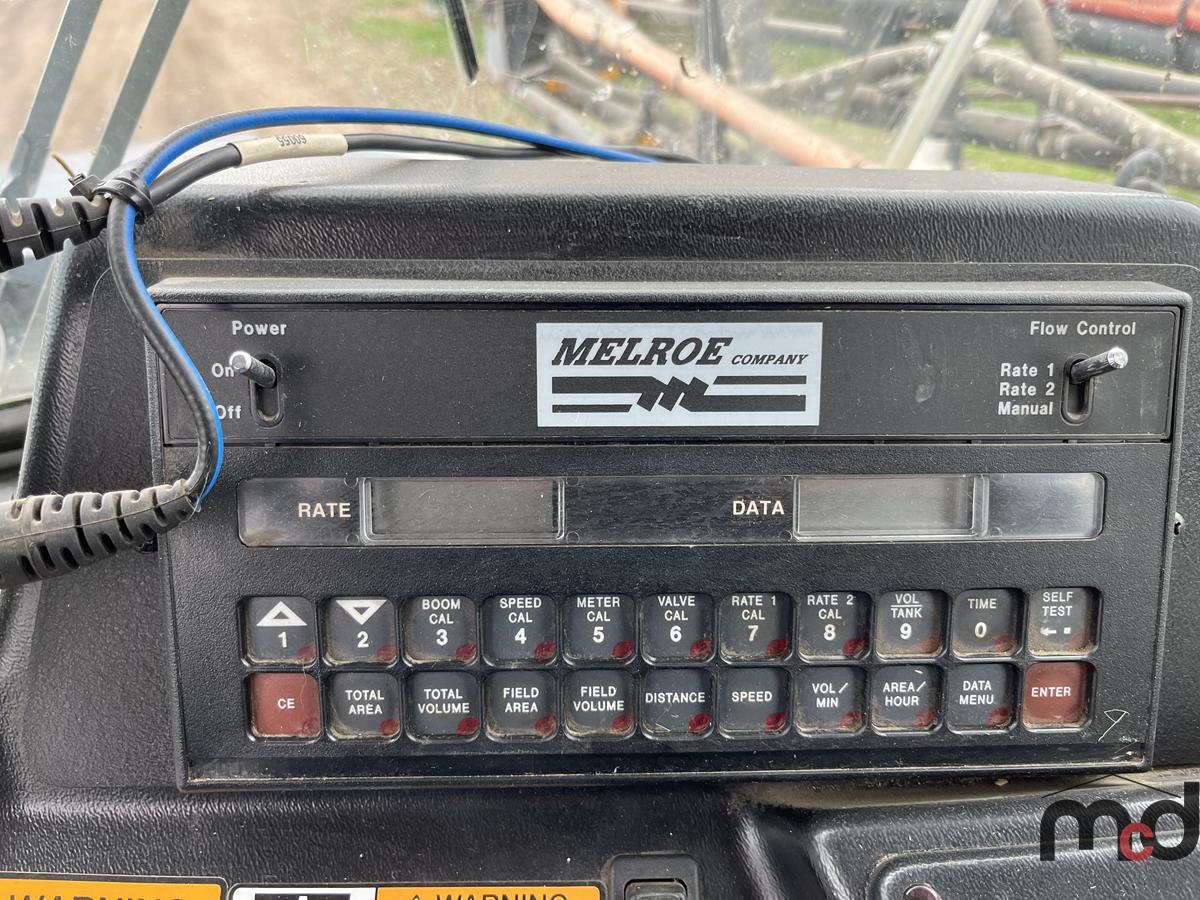 60055
Power
On
Off
MELROE COMPANY
Flow Control
Rate 1
Rate 2
Manual
RATE
DATA
1
2
BOOM CAL 3
SPEED CAL 4
METER CAL 5
VALVE CAL 6
RATE 1 CAL 7
RATE 2 CAL 8
VOL TANK 9
TIME 0
SELF TEST
CE
TOTAL AREA
TOTAL VOLUME
FIELD AREA
FIELD VOLUME
DISTANCE
SPEED
VOL/ MIN
AREA/ HOUR
DATA MENU
ENTER
mcd
WARNING
WARNING